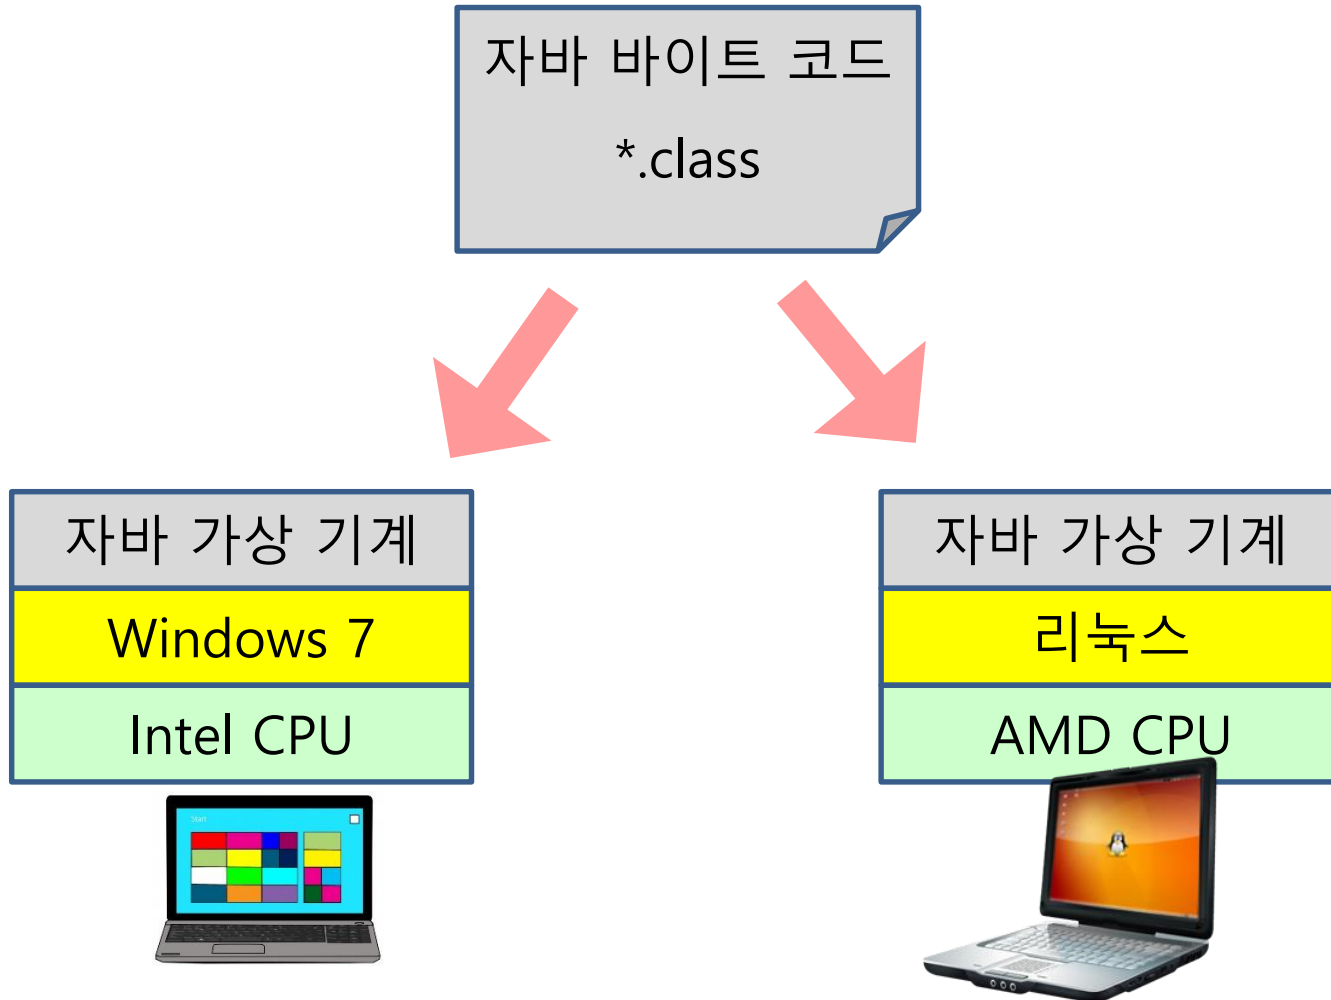 자바 바이트 코드
*.class
자바 가상 기계
Windows 7
Intel CPU
자바 가상 기계
리눅스
AMD CPU
Start